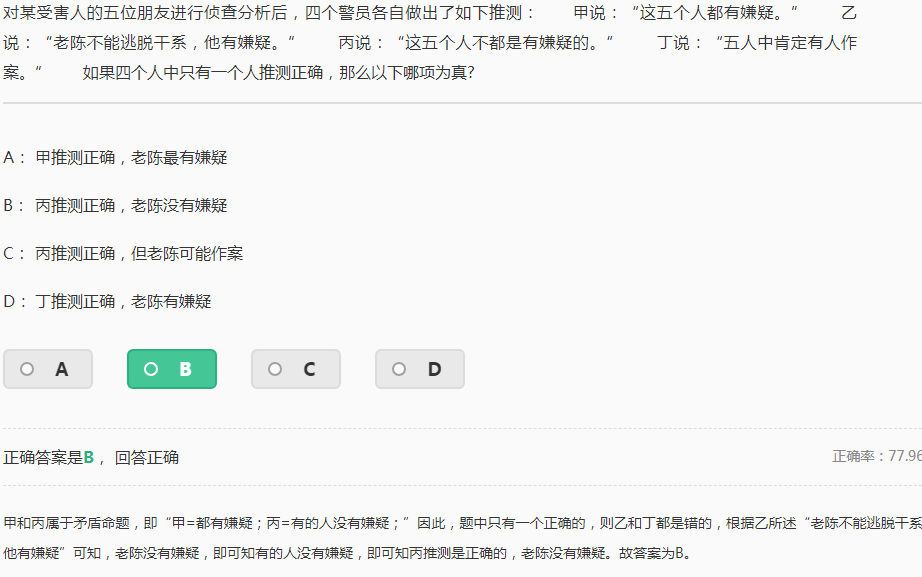 对某受害人的五位朋友进行侦查分析后，四个警员各自做出了如下推测： 甲说：“这五个人都有嫌疑。“ 乙
说：“老陈不能逃脱干系，他有嫌疑。“ 丙说：“这五个人不都是有嫌疑的。“ 丁说：“五人中肯定有人作
案。“ 如果四个人中只有一个人推测正确，那么以下哪项为真?
A： 甲推测正确，老陈最有嫌疑
B： 丙推测正确，老陈没有嫌疑
C： 丙推测正确，但老陈可能作案
D： 丁推测正确，老陈有嫌疑
A B C D
正确答案是B， 回答正确 正确率：77.96
甲和丙属于矛盾命题，即“甲=都有嫌疑；丙=有的人没有嫌疑；”因此，题中只有一个正确的，则乙和丁都是错的，根据乙所述“老陈不能逃脱干系
他有嫌疑”可知，老陈没有嫌疑，即可知有的人没有嫌疑，即可知丙推测是正确的，老陈没有嫌疑。故答案为B。